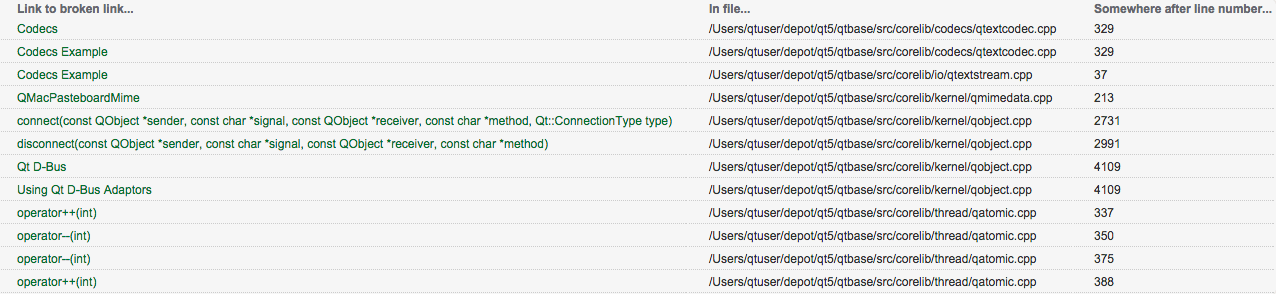 Link to broken link... In file... Somewhere after line number...
Codecs /Users/qtuser/depot/qt5/qtbase/src/corelib/codecs/qtextcodec.cpp 329
Codecs Example /Users/qtuser/depot/qt5/qtbase/src/corelib/codecs/qtextcodec.cpp 329
Codecs Example /Users/qtuser/depot/qt5/qtbase/src/corelib/io/qtextstream.cpp 37
QMacPasteboardMime /Users/qtuser/depot/qt5/qtbase/src/corelib/kernel/qmimedata.cpp 213
connect(const QObject *sender, const char *signal, const QObject *receiver, const char *method, Qt::ConnectionType type) /Users/qtuser/depot/qt5/qtbase/src/corelib/kernel/qobject.cpp 2731
disconnect(const QObject *sender, const char *signal, const QObject *receiver, const char *method) /Users/qtuser/depot/qt5/qtbase/src/corelib/kernel/qobject.cpp 2991
Qt D-Bus /Users/qtuser/depot/qt5/qtbase/src/corelib/kernel/qobject.cpp 4109
Using Qt D-Bus Adaptors /Users/qtuser/depot/qt5/qtbase/src/corelib/kernel/qobject.cpp 4109
operator++(int) /Users/qtuser/depot/qt5/qtbase/src/corelib/thread/qatomic.cpp 337
operator--(int) /Users/qtuser/depot/qt5/qtbase/src/corelib/thread/qatomic.cpp 350
operator--(int) /Users/qtuser/depot/qt5/qtbase/src/corelib/thread/qatomic.cpp 375
operator++(int) /Users/qtuser/depot/qt5/qtbase/src/corelib/thread/qatomic.cpp 388